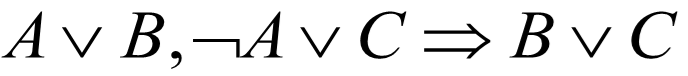 A ∨ B, ¬A ∨ C ⇒ B ∨ C